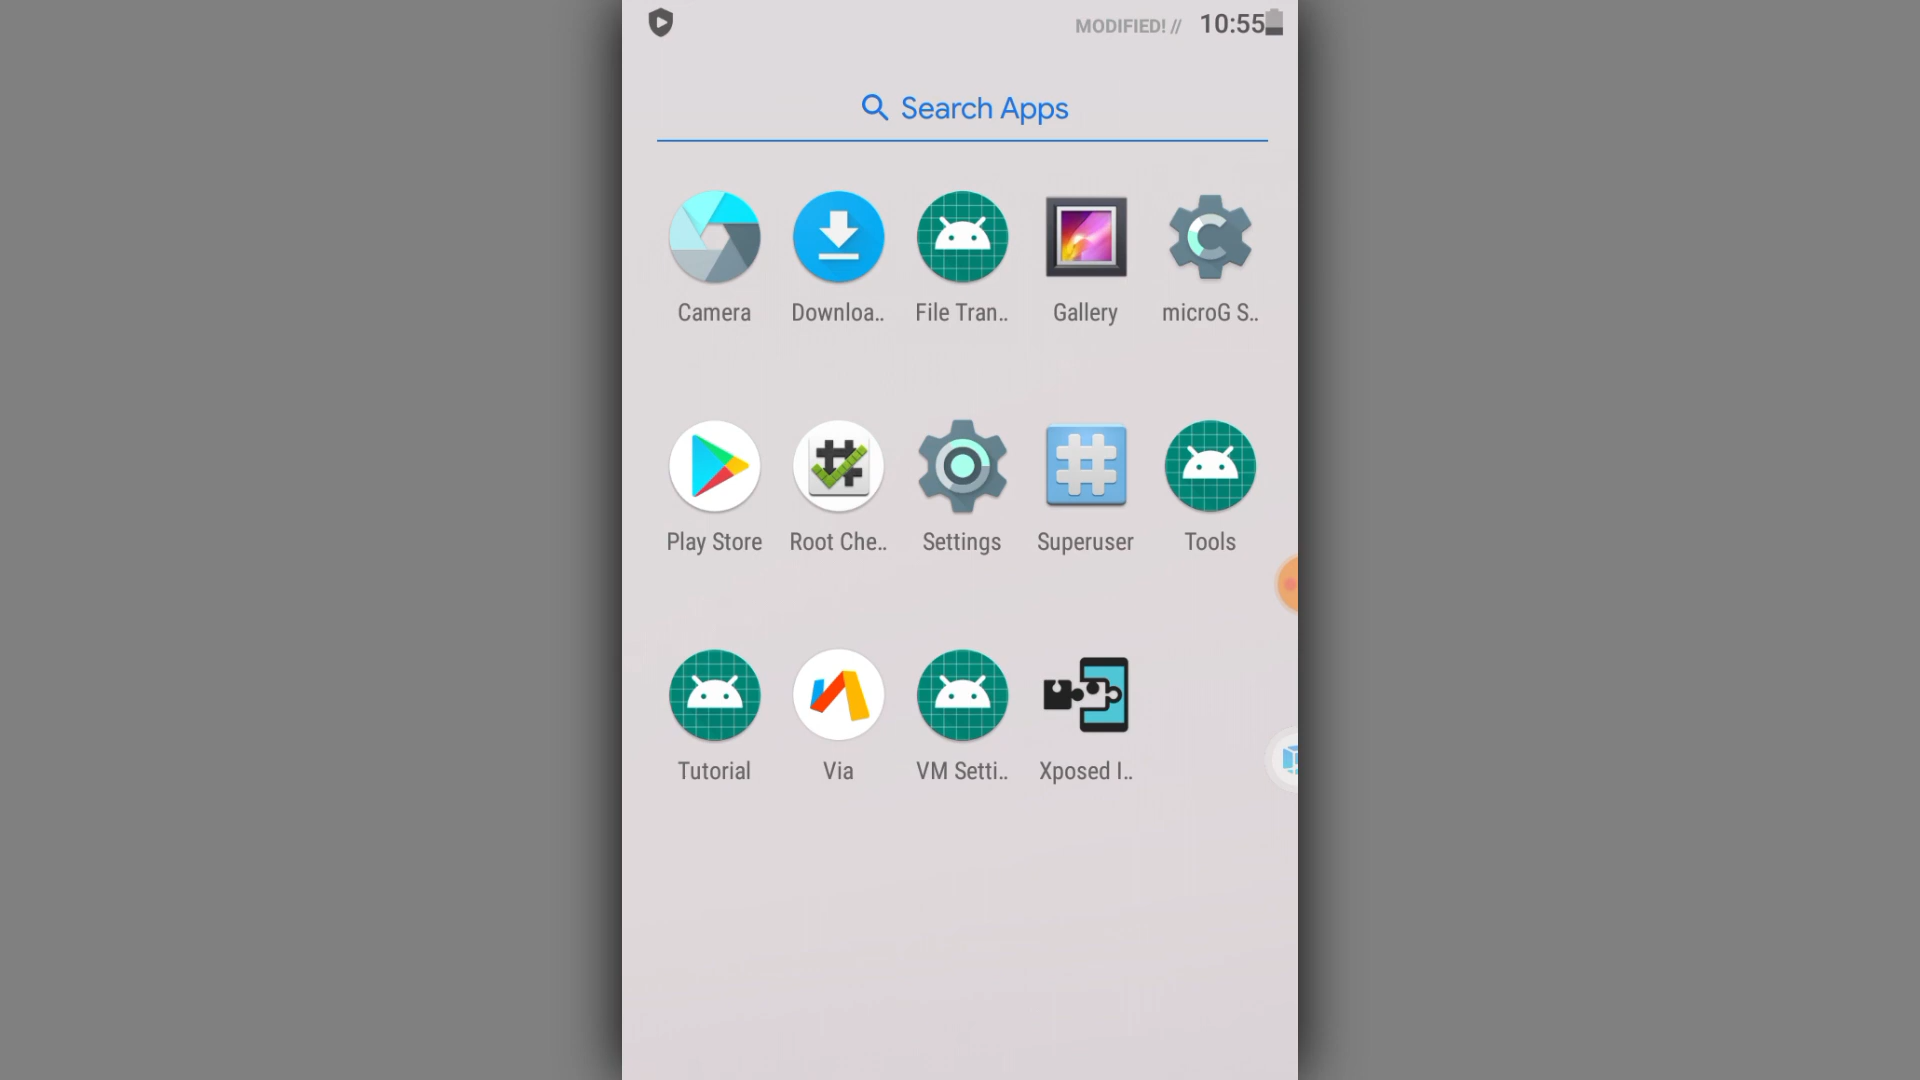 MODIFIED! // 10:55
Search Apps
Camera Downloa.. File Tran.. Gallery microG S..
Play Store Root Che.. Settings Superuser Tools
Tutorial Via VM Setti.. Xposed I..